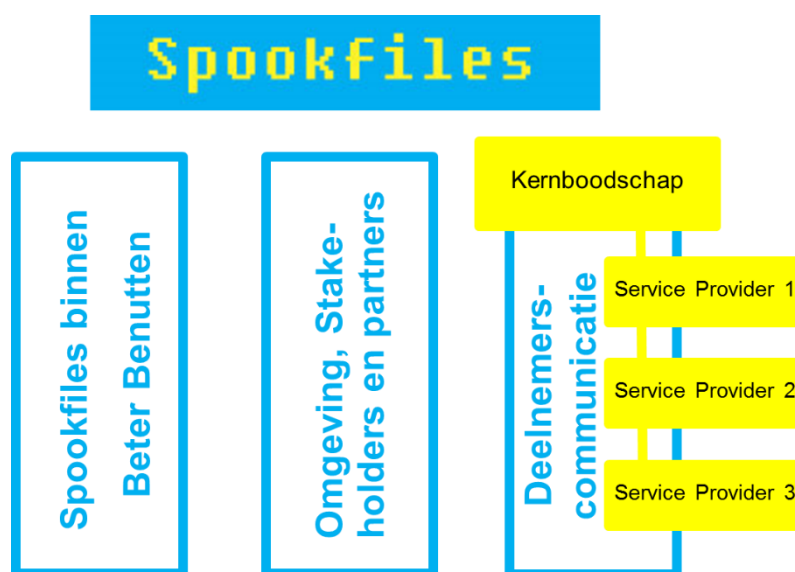 Spookfiles
Spookfiles binnen
Beter Benutten
Omgeving, Stake-
holders en partners
Kernboodschap
Deelnemers-
communicatie
Service Provider 1
Service Provider 2
Service Provider 3